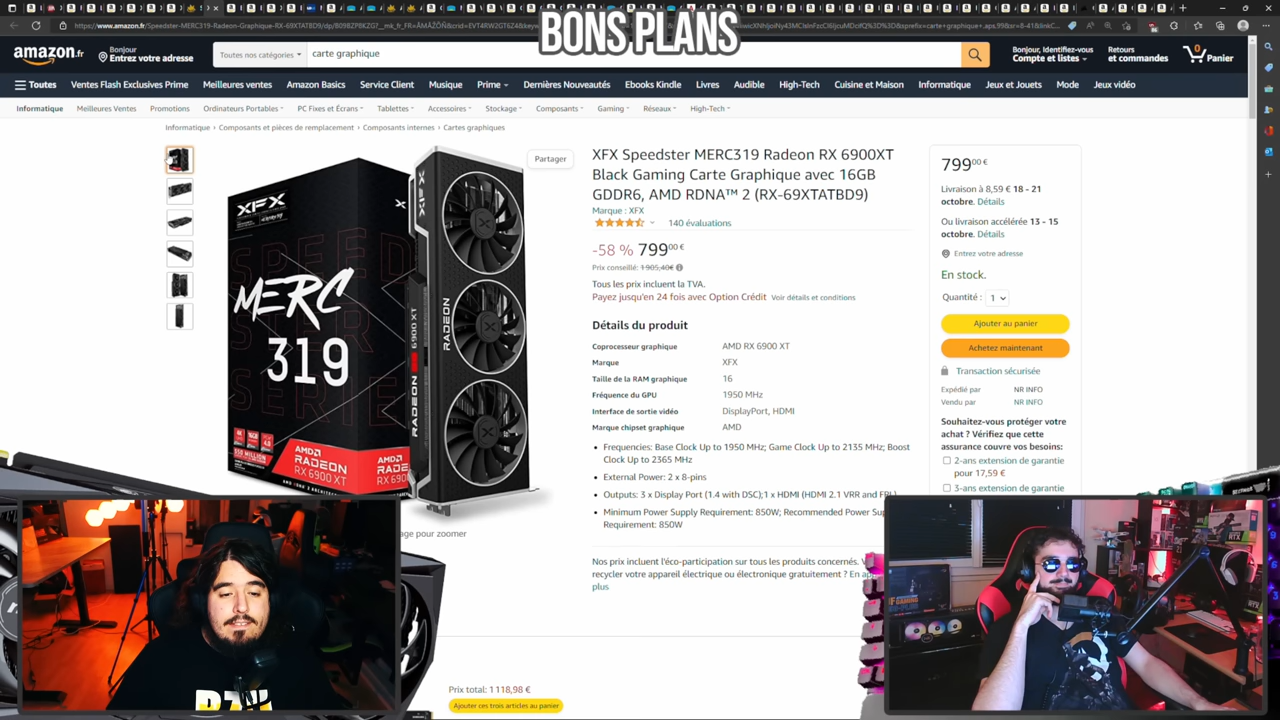 BONS PLANS
amazon.fr
Bonjour
Entrez votre adresse
Toutes nos catégories
carte graphique
Bonjour, Identifiez-vous
Compte et listes
Retours
et commandes
0
Panier
Toutes
Ventes Flash Exclusives Prime
Meilleures ventes
Amazon Basics
Service Client
Musique
Prime
Dernières Nouveautés
Ebooks Kindle
Livres
Audible
High-Tech
Cuisine et Maison
Informatique
Jeux et Jouets
Mode
Jeux vidéo
Informatique
Meilleures Ventes
Promotions
Ordinateurs Portables
PC Fixes et Écrans
Tablettes
Accessoires
Stockage
Composants
Gaming
Réseaux
High-Tech
Informatique › Composants et pièces de remplacement › Composants internes › Cartes graphiques
Partager
XFX
SPEED
MERC
319
AMD
RADEON
RX 6900 XT
RADEON
RADEON RX 6900 XT
XFX
XFX Speedster MERC319 Radeon RX 6900XT
Black Gaming Carte Graphique avec 16GB
GDDR6, AMD RDNA™ 2 (RX-69XTATBD9)
Marque : XFX
140 évaluations
-58 % 799,00 €
Prix conseillé: 1 905,40€
Tous les prix incluent la TVA.
Payez jusqu'en 24 fois avec Option Crédit Voir détails et conditions
Détails du produit
Coprocesseur graphique AMD RX 6900 XT
Marque XFX
Taille de la RAM graphique 16
Fréquence du GPU 1950 MHz
Interface de sortie vidéo DisplayPort, HDMI
Marque chipset graphique AMD
• Frequencies: Base Clock Up to 1950 MHz; Game Clock Up to 2135 MHz; Boost
Clock Up to 2365 MHz
• External Power: 2 x 8-pins
• Outputs: 3 x Display Port (1.4 with DSC);1 x HDMI (HDMI 2.1 VRR and FRL)
• Minimum Power Supply Requirement: 850W; Recommended Power Sup
Requirement: 850W
Nos prix incluent l'éco-participation sur tous les produits concernés. V
recycler votre appareil électrique ou électronique gratuitement ? En ap
plus
799,00 €
Livraison à 8,59 € 18 - 21
octobre. Détails
Ou livraison accélérée 13 - 15
octobre. Détails
Entrez votre adresse
En stock.
Quantité : 1
Ajouter au panier
Achetez maintenant
Transaction sécurisée
Expédié par NR INFO
Vendu par NR INFO
Souhaitez-vous protéger votre
achat ? Vérifiez que cette
assurance couvre vos besoins:
2-ans extension de garantie
pour 17,59 €
3-ans extension de garantie
age pour zoomer
Prix total: 1 118,98 €
Ajouter ces trois articles au panier